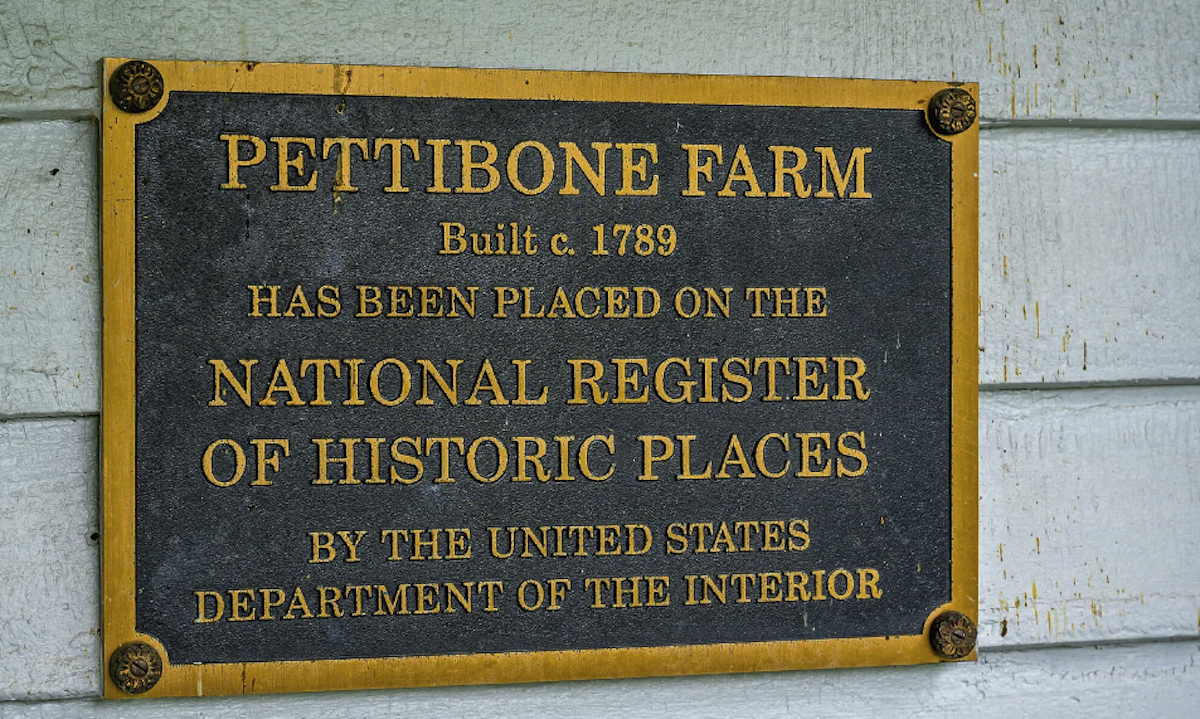 PETTIBONE FARM
Built c. 1789
HAS BEEN PLACED ON THE
NATIONAL REGISTER
OF HISTORIC PLACES
BY THE UNITED STATES
DEPARTMENT OF THE INTERIOR